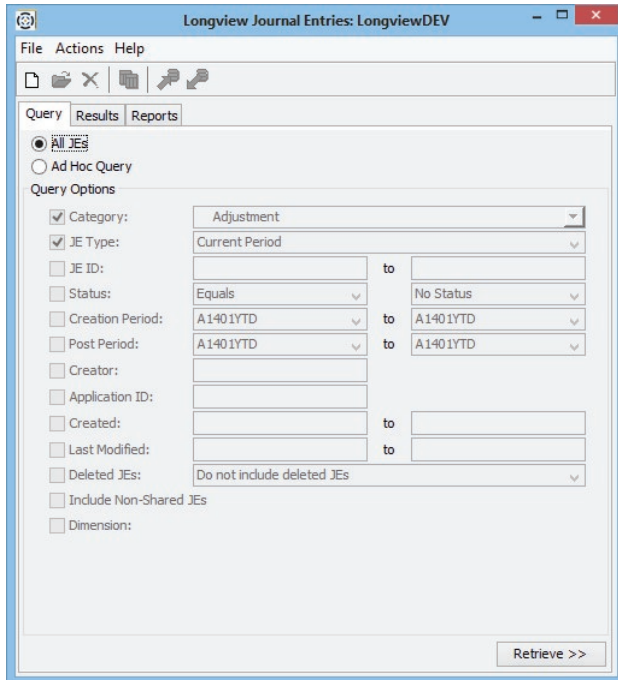 Longview Journal Entries: LongviewDEV
File Actions Help
Query Results Reports
All JEs
Ad Hoc Query
Query Options
Category: Adjustment
JE Type: Current Period
JE ID: to
Status: Equals No Status
Creation Period: A1401YTD to A1401YTD
Post Period: A1401YTD to A1401YTD
Creator:
Application ID:
Created: to
Last Modified: to
Deleted JEs: Do not include deleted JEs
Include Non-Shared JEs
Dimension:
Retrieve >>